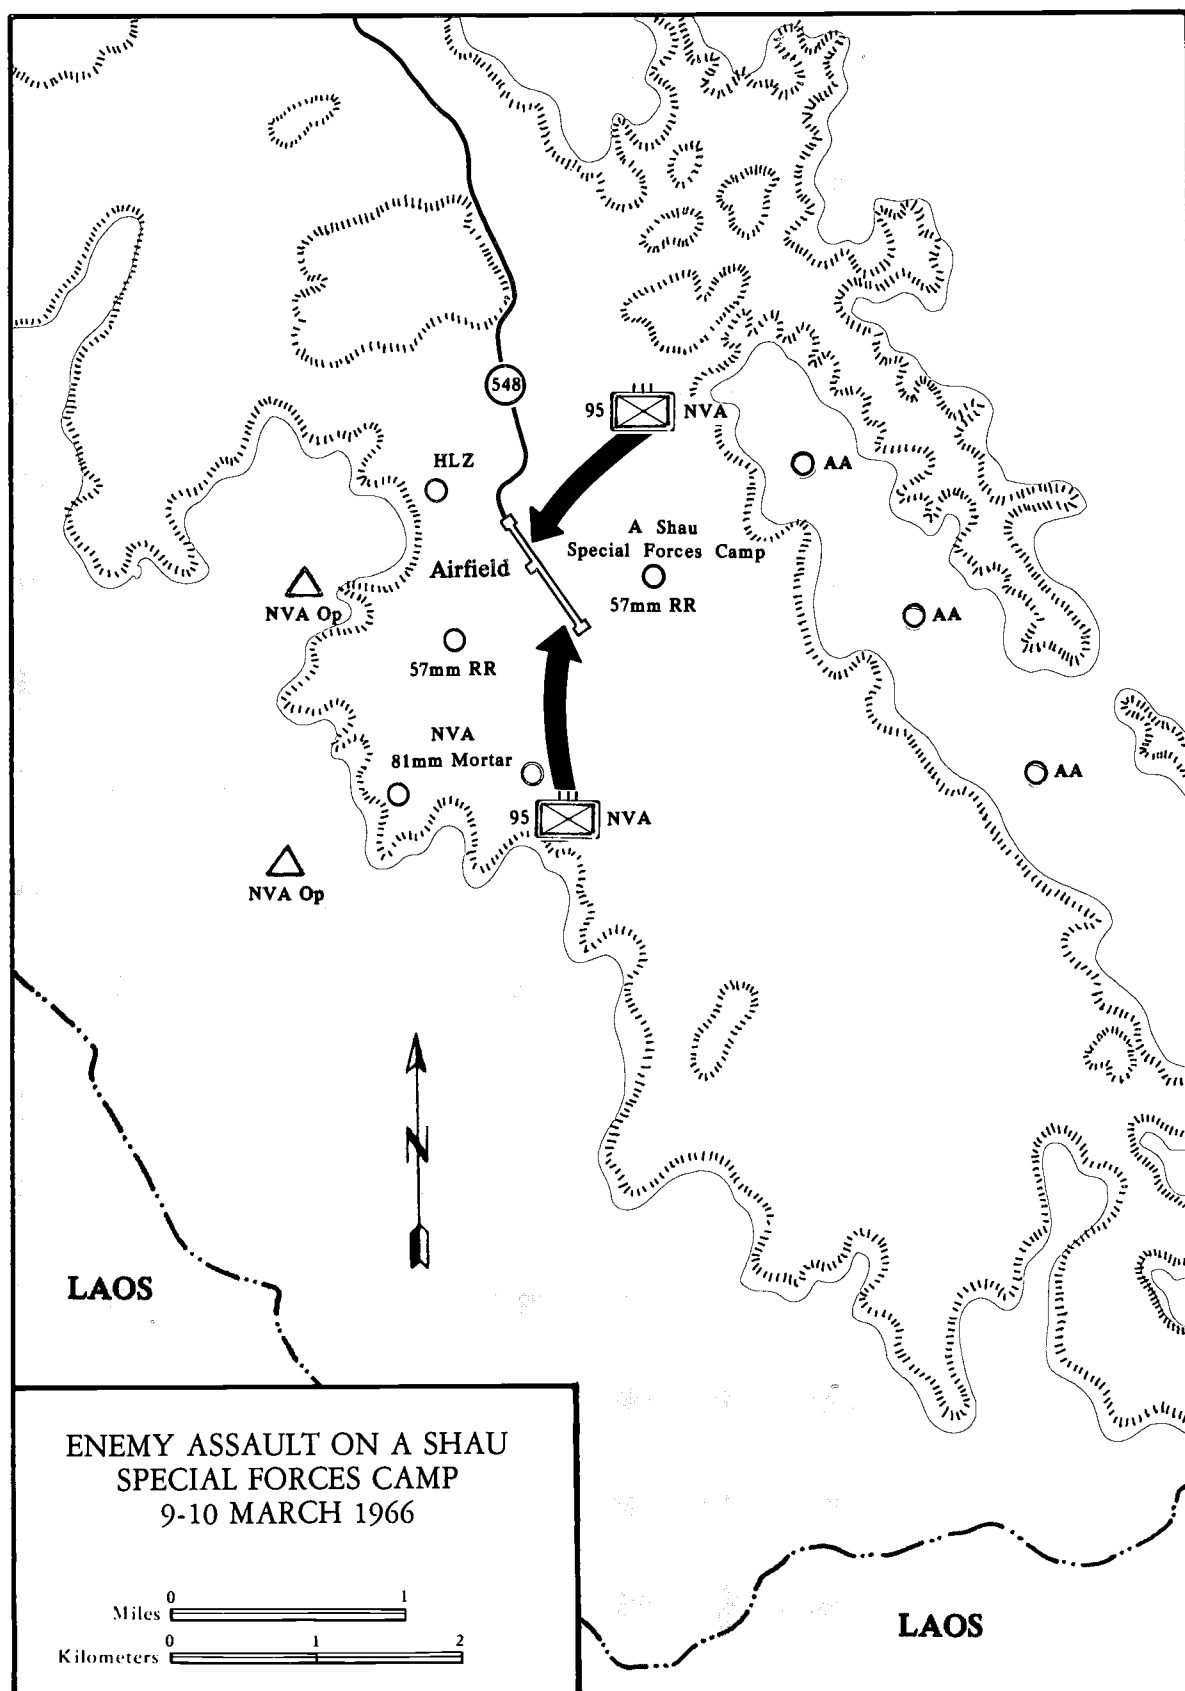 548
95
NVA
HLZ
AA
A Shau
Special Forces Camp
Airfield
57mm RR
NVA Op
AA
57mm RR
NVA
81mm Mortar
AA
95
NVA
NVA Op
N
LAOS
ENEMY ASSAULT ON A SHAU
SPECIAL FORCES CAMP
9-10 MARCH 1966
0 1
Miles
0 1 2
Kilometers
LAOS